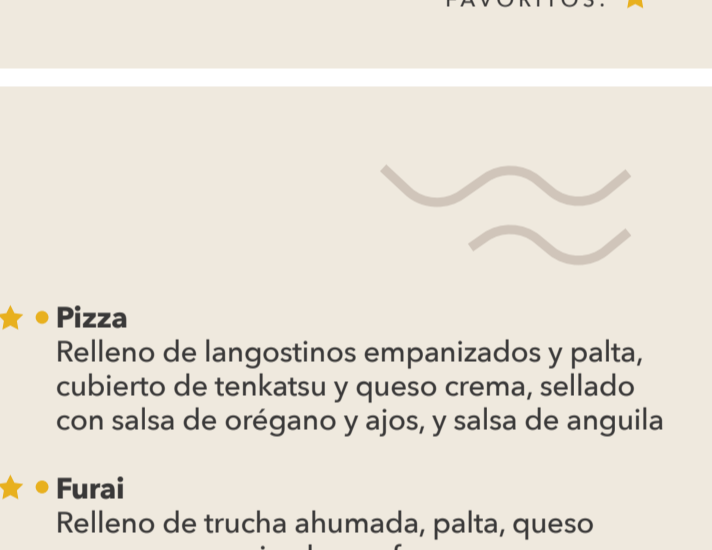 FAVORITOS:
Pizza
Relleno de langostinos empanizados y palta,
cubierto de tenkatsu y queso crema, sellado
con salsa de orégano y ajos, y salsa de anguila
Furai
Relleno de trucha ahumada, palta, queso